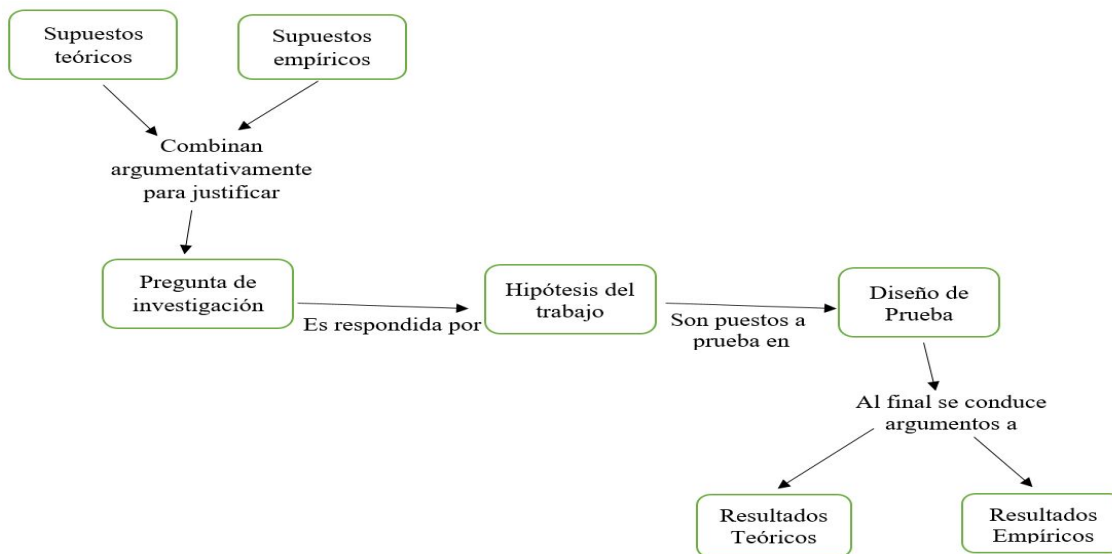 Supuestos
teóricos
Supuestos
empíricos
Combinan
argumentativamente
para justificar
Pregunta de
investigación
Es respondida por
Hipótesis del
trabajo
Son puestos a
prueba en
Diseño de
Prueba
Al final se conduce
argumentos a
Resultados
Teóricos
Resultados
Empíricos